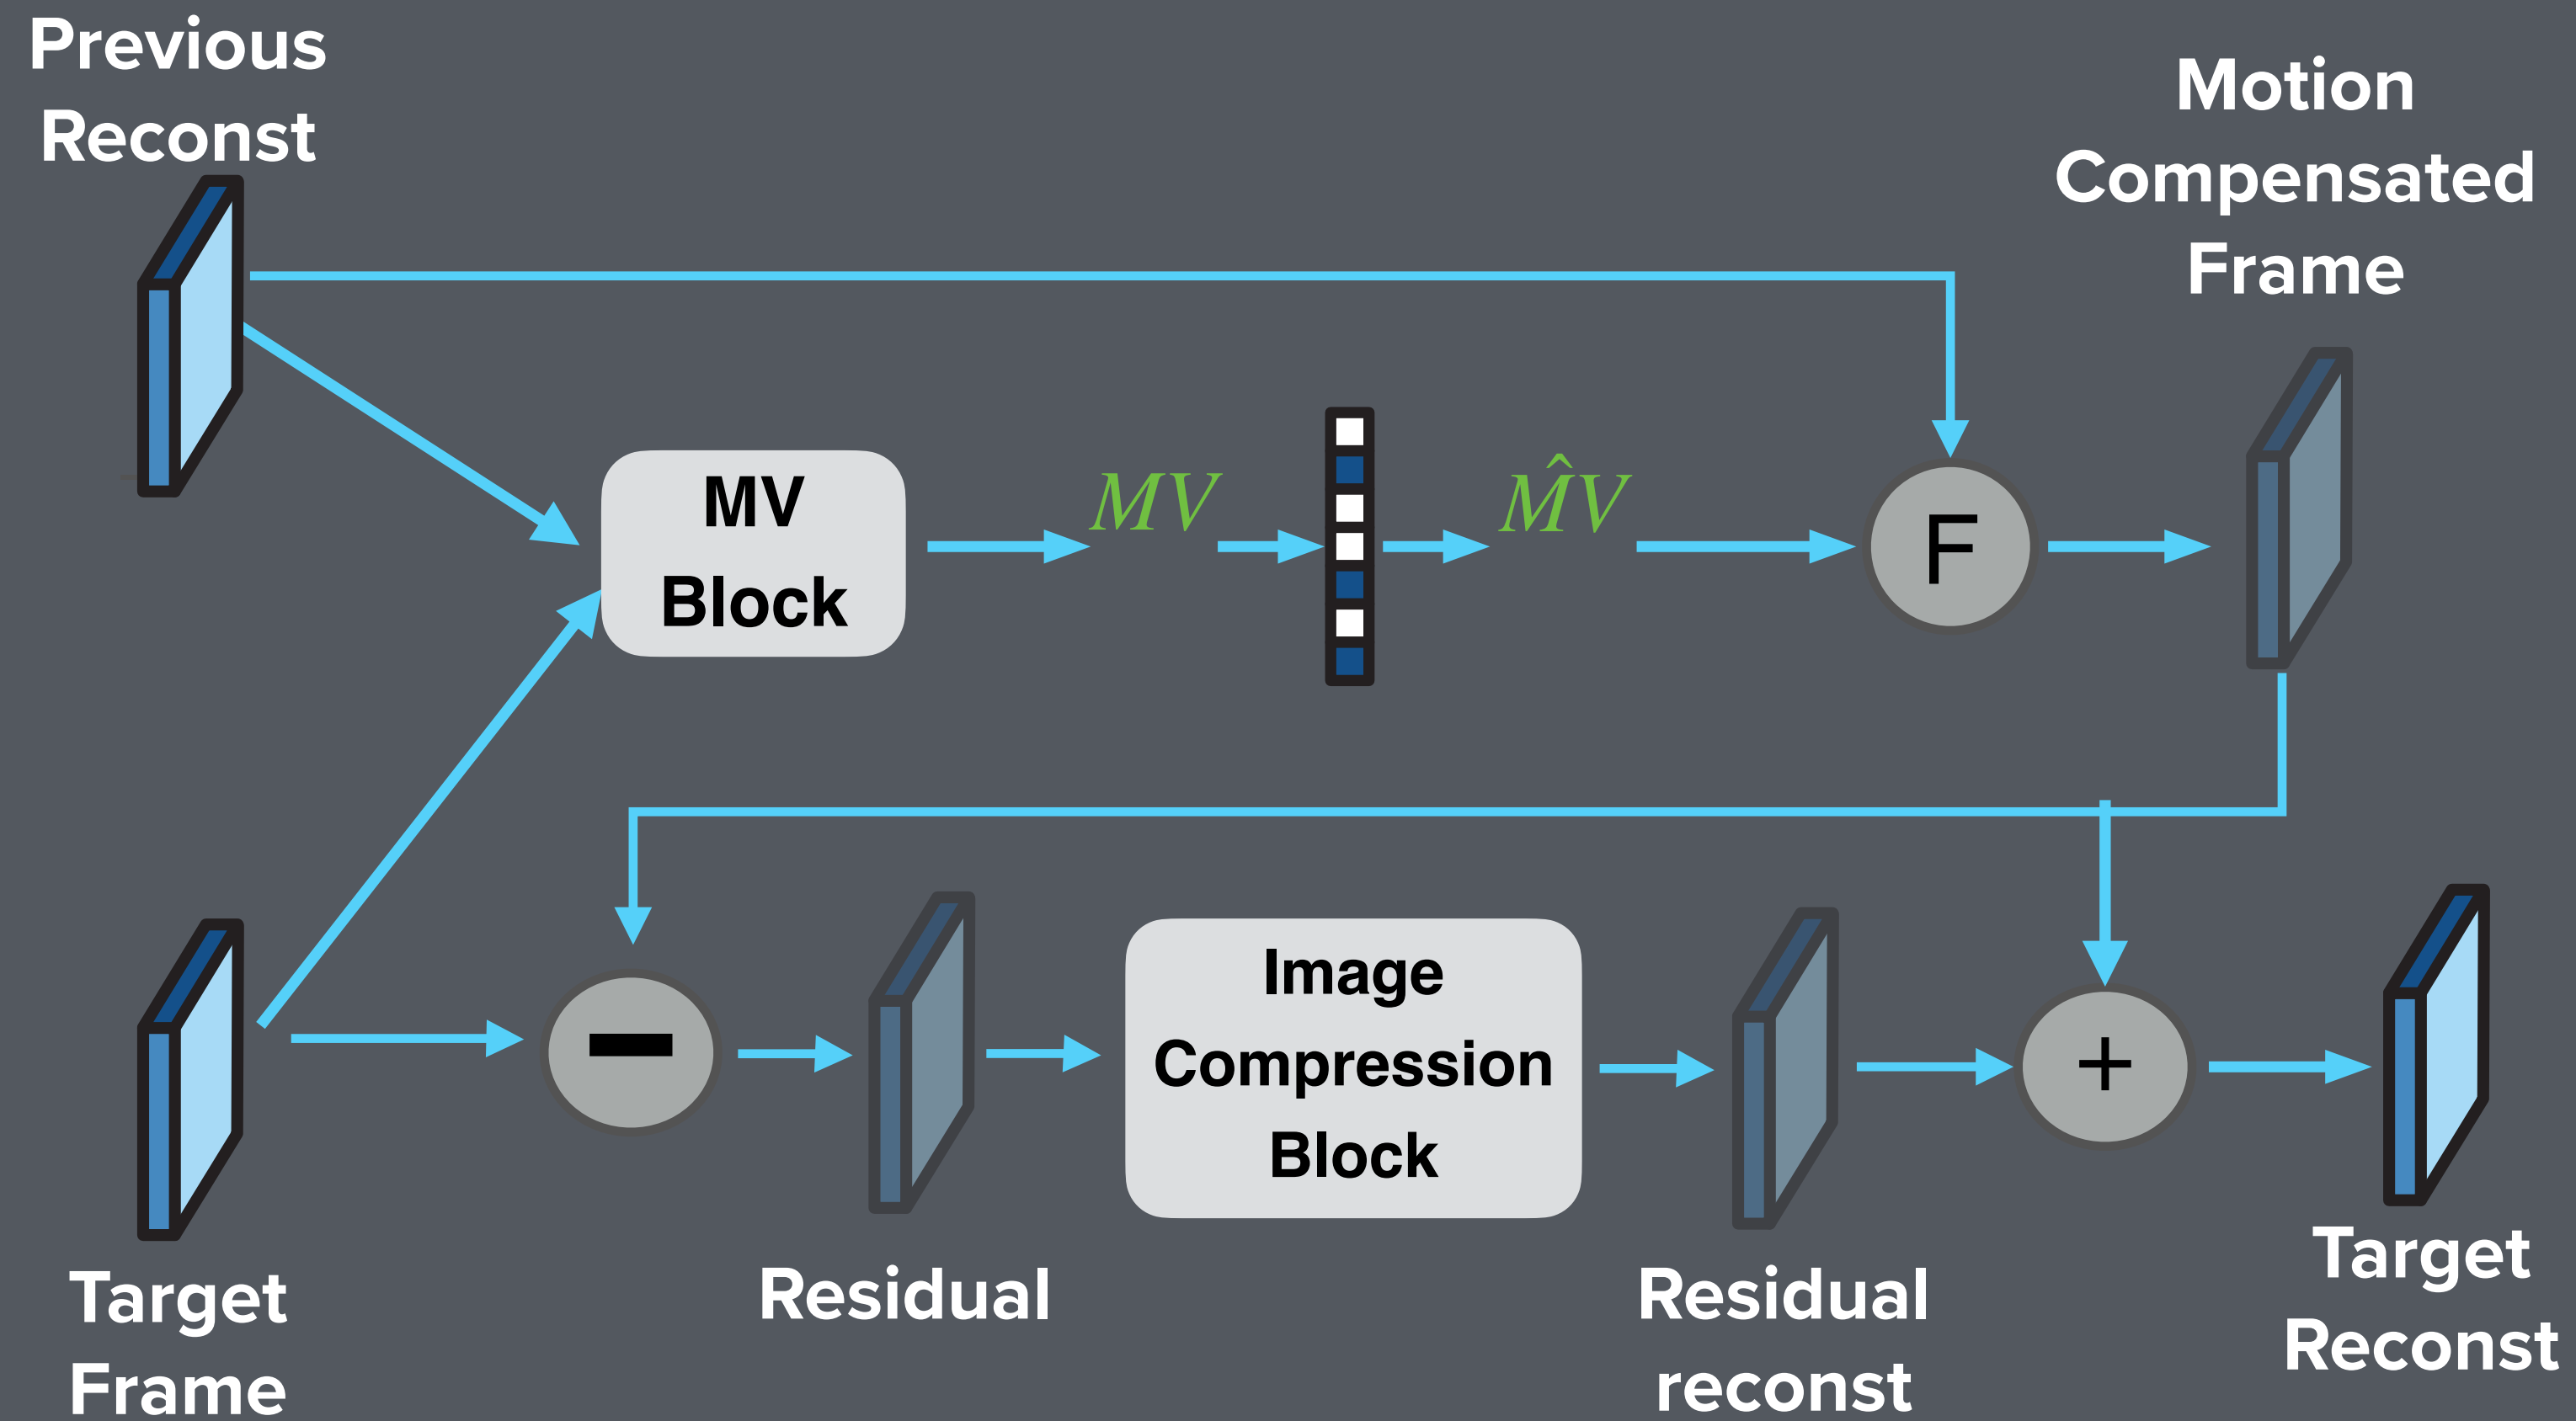 Previous
Reconst
Motion
Compensated
Frame
MV
Block
MV
M̂V
F
−
Image
Compression
Block
+
Target
Frame
Residual
Residual
reconst
Target
Reconst